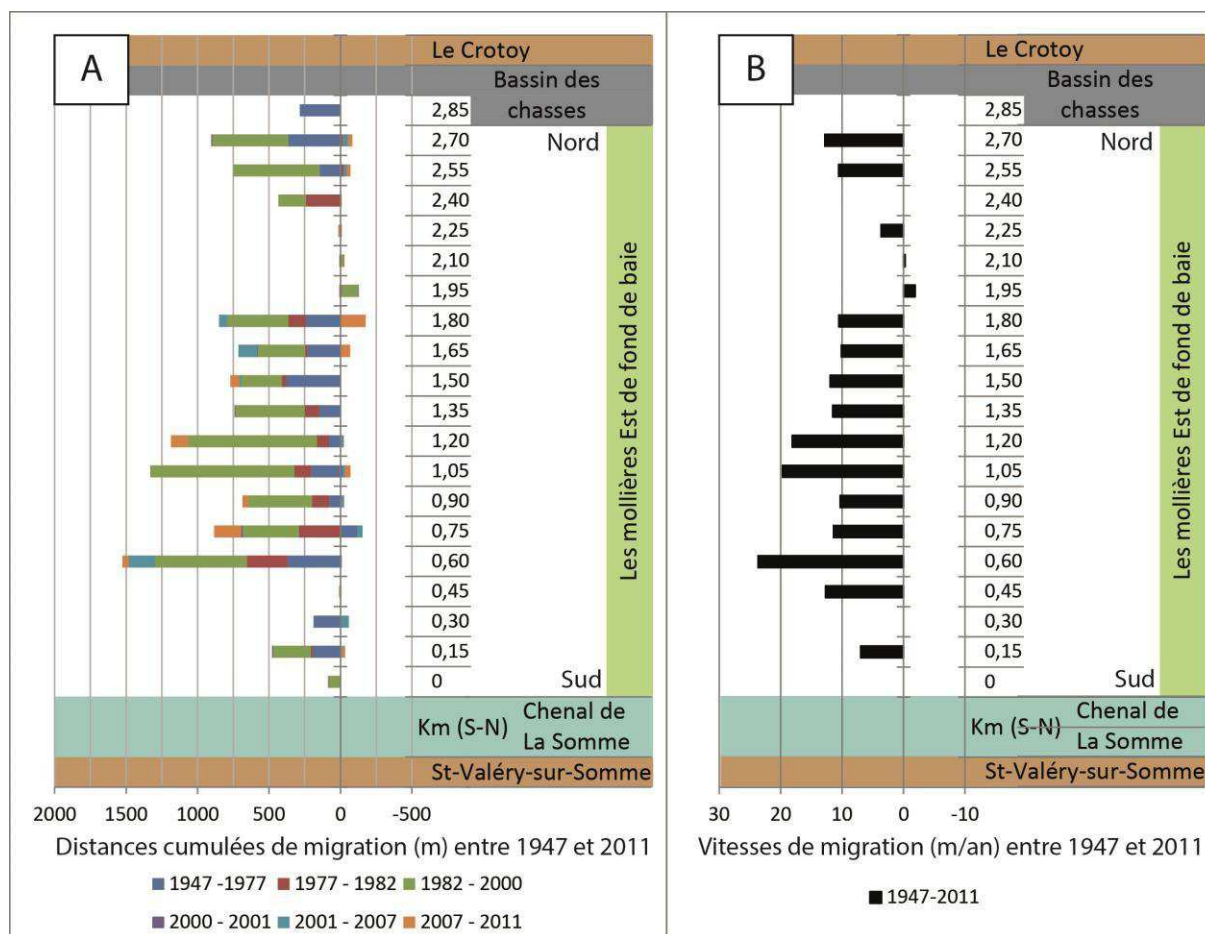 A
Le Crotoy
Bassin des
chasses
2,85
2,70
Nord
2,55
2,40
2,25
2,10
1,95
1,80
1,65
1,50
1,35
1,20
1,05
0,90
0,75
0,60
0,45
0,30
0,15
0
Sud
Les mollières Est de fond de baie
Km (S-N)
Chenal de
La Somme
St-Valéry-sur-Somme
2000 1500 1000 500 0 -500
Distances cumulées de migration (m) entre 1947 et 2011
1947 -1977 1977 - 1982 1982 - 2000
2000 - 2001 2001 - 2007 2007 - 2011
B
Le Crotoy
Bassin des
chasses
2,85
2,70
Nord
2,55
2,40
2,25
2,10
1,95
1,80
1,65
1,50
1,35
1,20
1,05
0,90
0,75
0,60
0,45
0,30
0,15
0
Sud
Les mollières Est de fond de baie
Km (S-N)
Chenal de
La Somme
St-Valéry-sur-Somme
30 20 10 0 -10
Vitesses de migration (m/an) entre 1947 et 2011
1947-2011